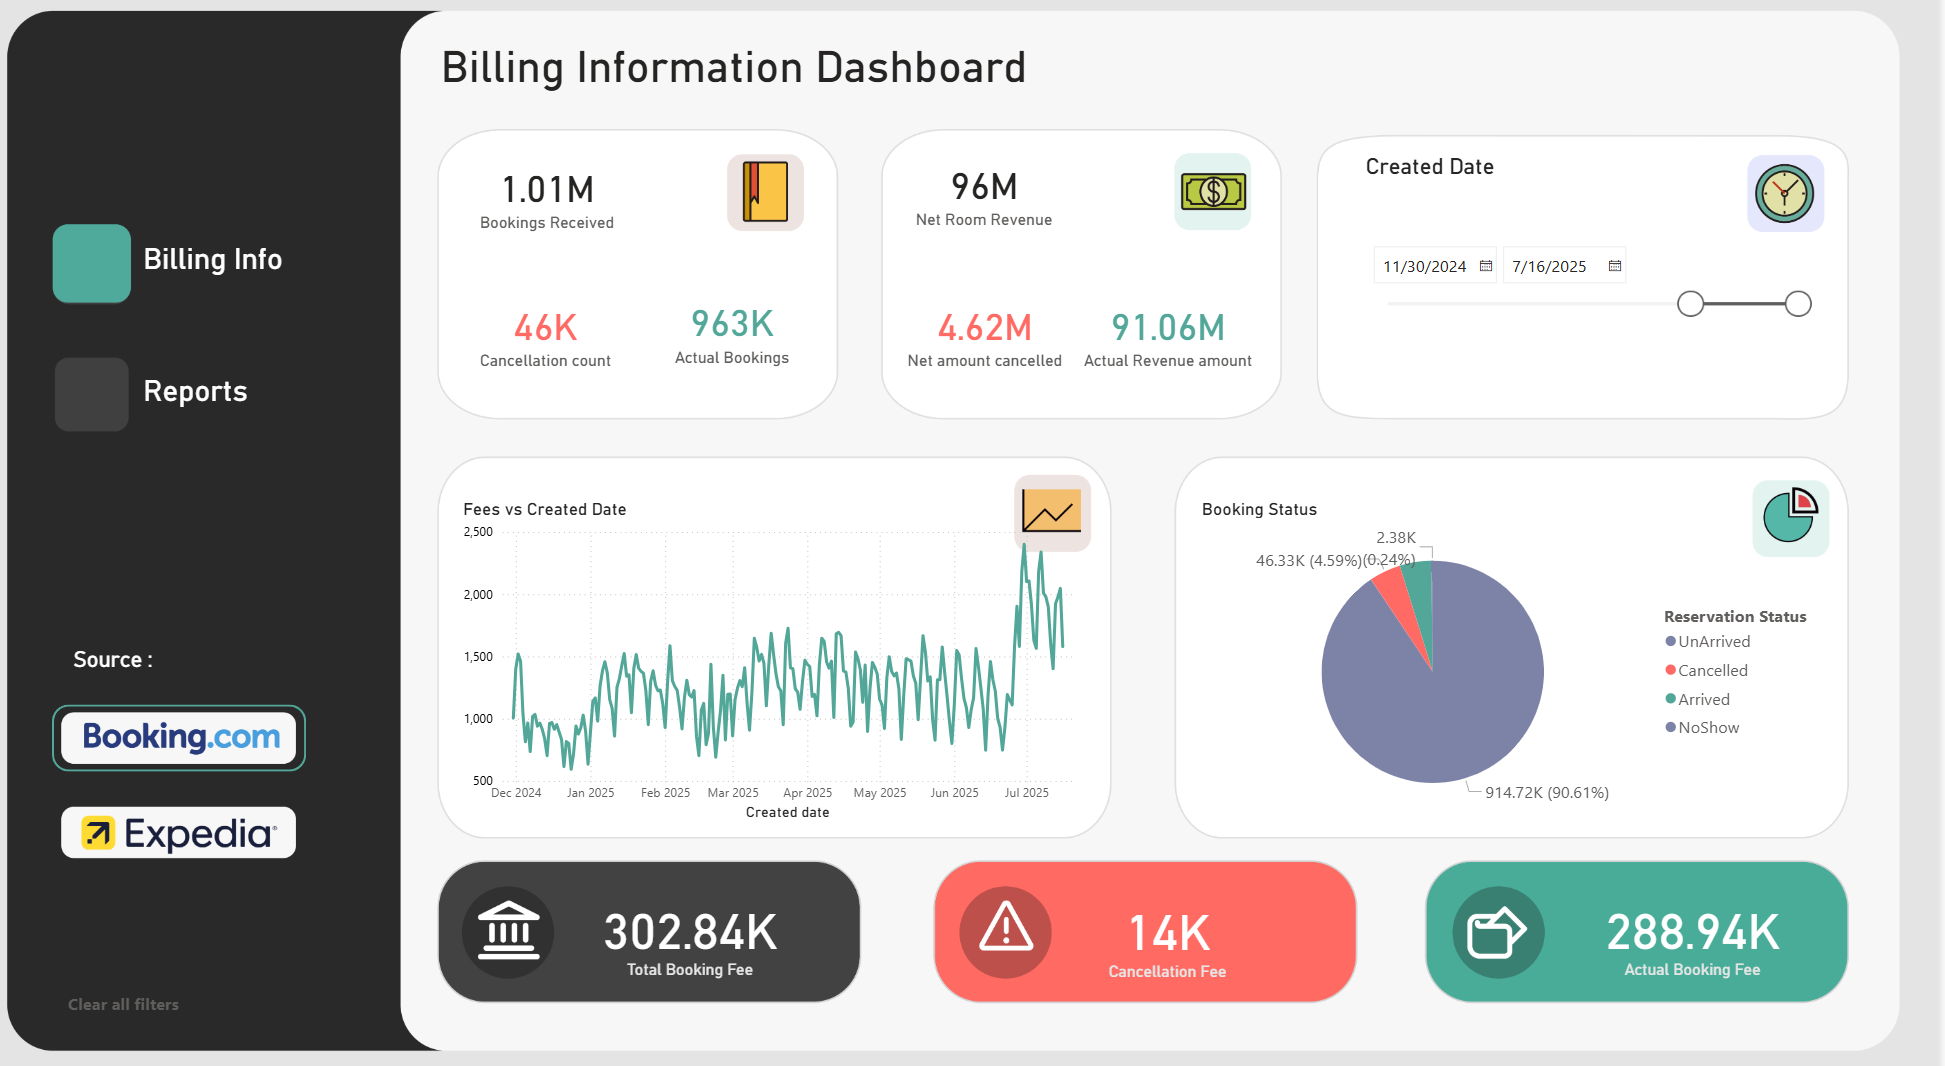 Billing Information Dashboard
Billing Info
Reports
Source :
Booking.com
Expedia
Clear all filters
1.01M
Bookings Received
46K
Cancellation count
963K
Actual Bookings
96M
Net Room Revenue
4.62M
Net amount cancelled
91.06M
Actual Revenue amount
Created Date
11/30/2024
7/16/2025
Fees vs Created Date
2,500
2,000
1,500
1,000
500
Dec 2024 Jan 2025 Feb 2025 Mar 2025 Apr 2025 May 2025 Jun 2025 Jul 2025
Created date
Booking Status
2.38K
(0.24%)
46.33K (4.59%)
914.72K (90.61%)
Reservation Status
UnArrived
Cancelled
Arrived
NoShow
302.84K
Total Booking Fee
14K
Cancellation Fee
288.94K
Actual Booking Fee